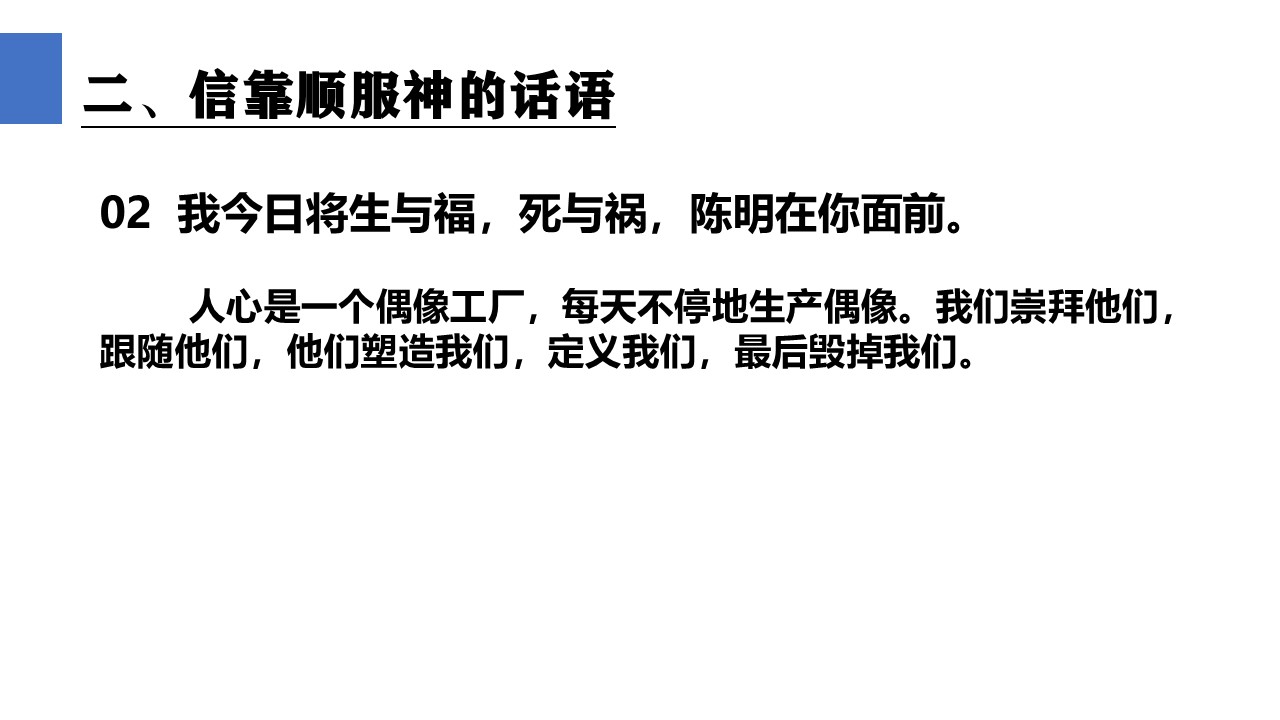 二、信靠顺服神的话语
02 我今日将生与福，死与祸，陈明在你面前。
人心是一个偶像工厂，每天不停地生产偶像。我们崇拜他们，
跟随他们，他们塑造我们，定义我们，最后毁掉我们。